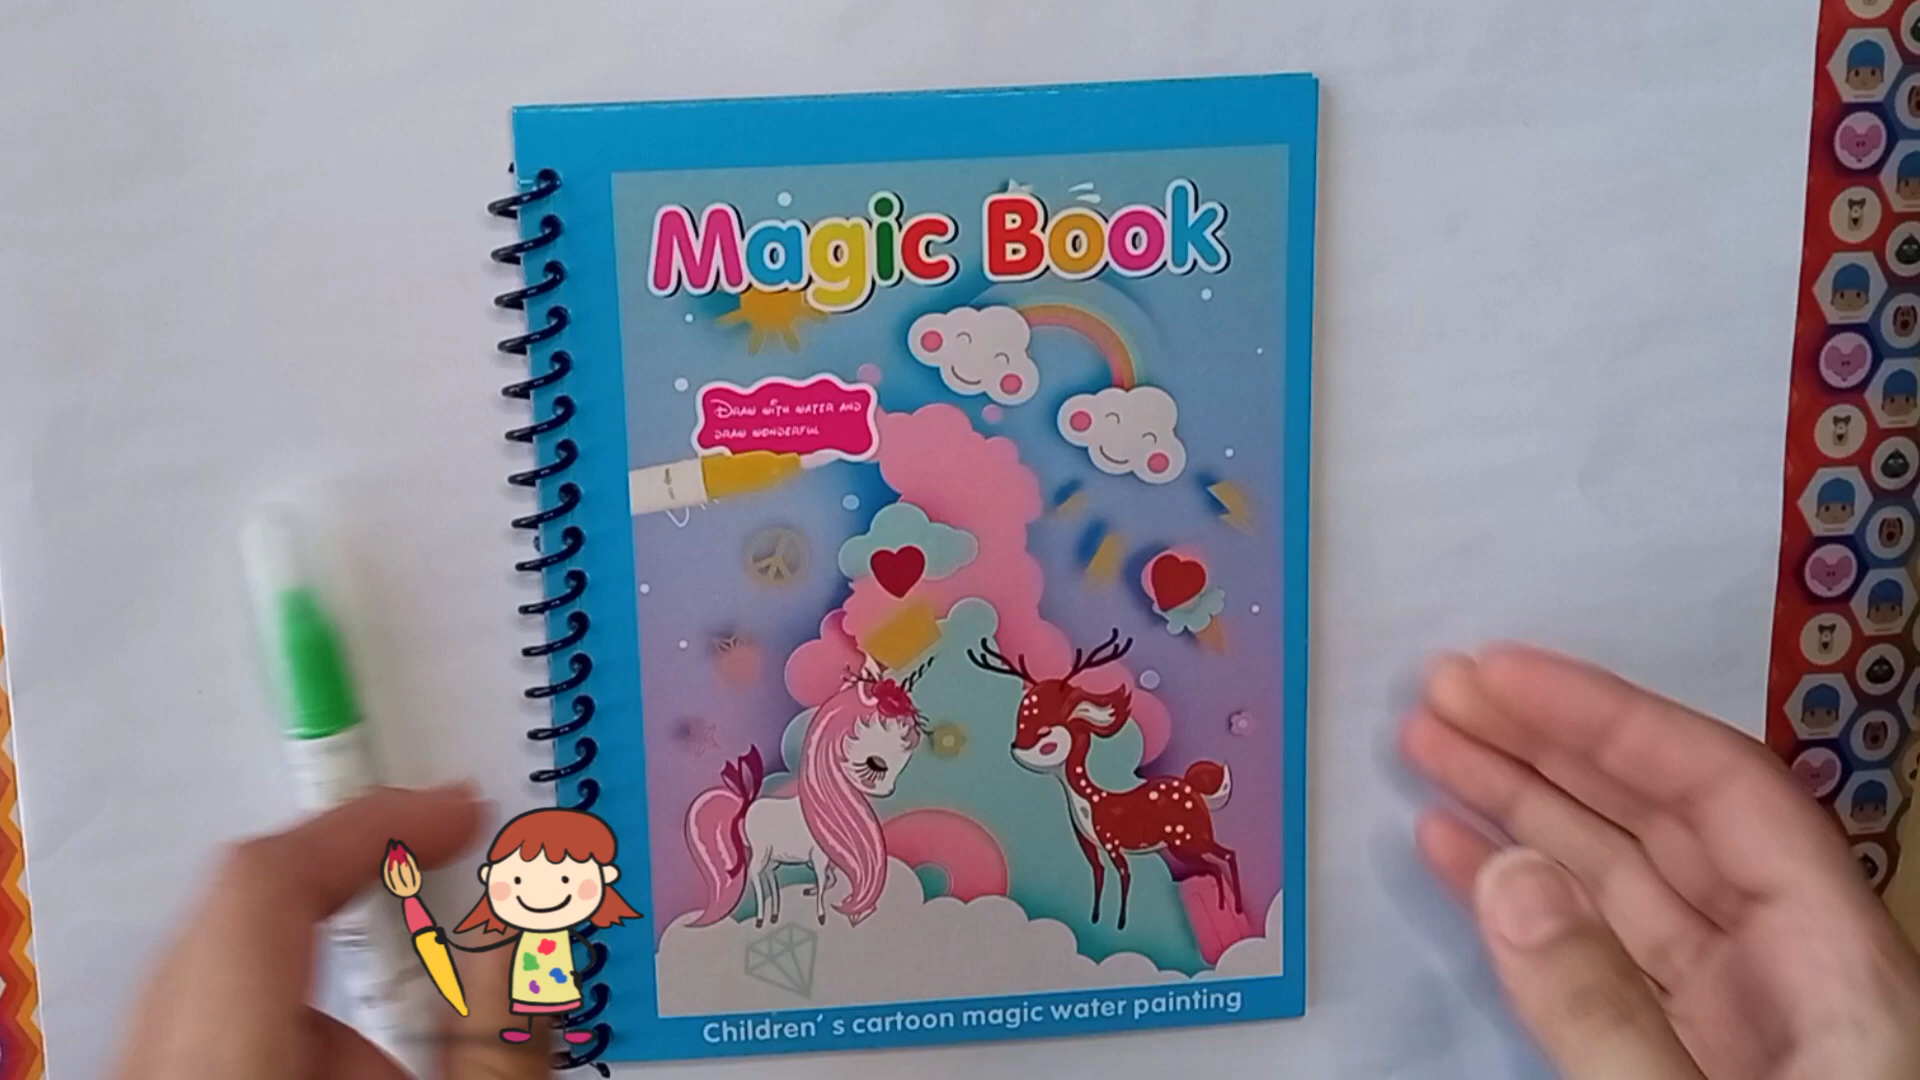 Magic Book
DRAW WITH WATER AND
DRAW WONDERFUL
Children's cartoon magic water painting